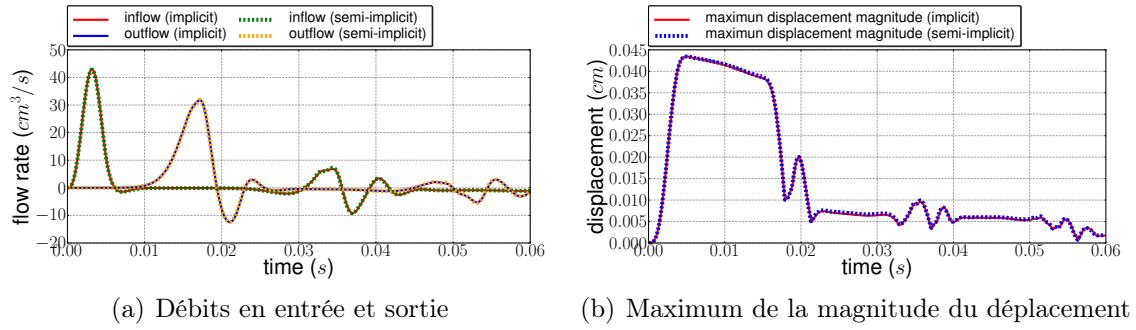 inflow (implicit)
outflow (implicit)
inflow (semi-implicit)
outflow (semi-implicit)
50
40
30
20
10
0
−10
−20
flow rate (cm³/s)
0.00 0.01 0.02 0.03 0.04 0.05 0.06
time (s)
(a) Débits en entrée et sortie
maximun displacement magnitude (implicit)
maximun displacement magnitude (semi-implicit)
0.045
0.040
0.035
0.030
0.025
0.020
0.015
0.010
0.005
0.000
displacement (cm)
0.00 0.01 0.02 0.03 0.04 0.05 0.06
time (s)
(b) Maximum de la magnitude du déplacement